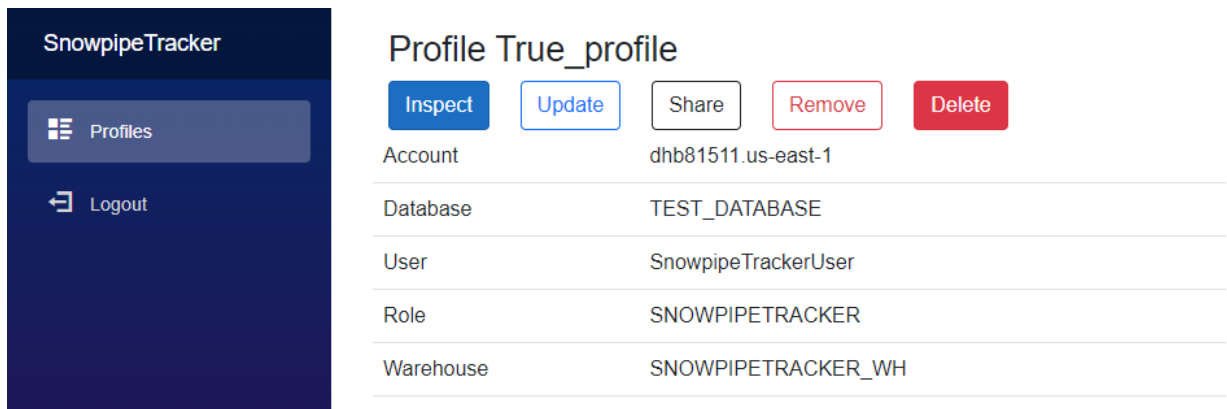 SnowpipeTracker
Profiles
Logout
Profile True_profile
Inspect Update Share Remove Delete
Account dhb81511.us-east-1
Database TEST_DATABASE
User SnowpipeTrackerUser
Role SNOWPIPETRACKER
Warehouse SNOWPIPETRACKER_WH